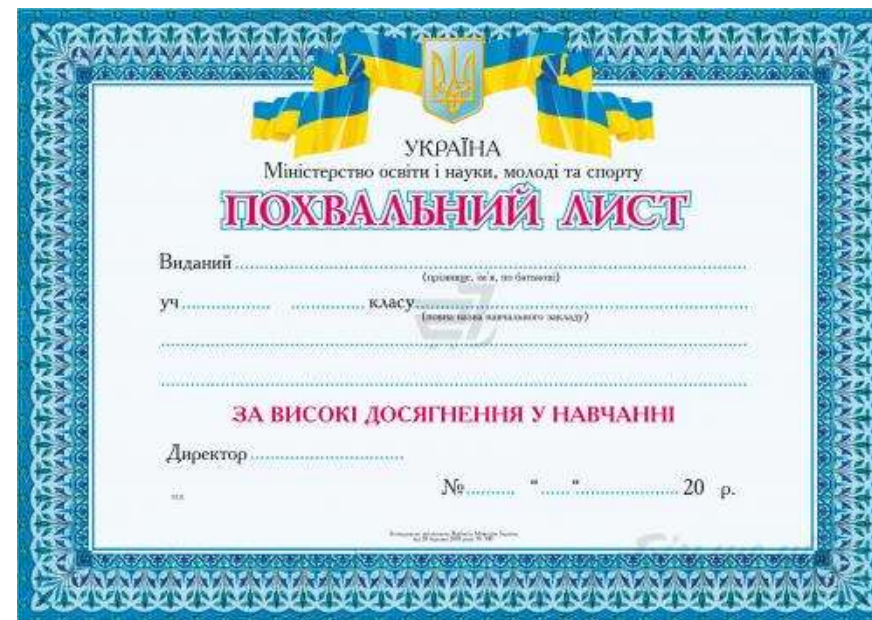 УКРАЇНА
Міністерство освіти і науки, молоді та спорту
ПОХВАЛЬНИЙ ЛИСТ
Виданий
(прізвище, ім'я, по батькові)
уч класу
(повна назва навчального закладу)
ЗА ВИСОКІ ДОСЯГНЕННЯ У НАВЧАННІ
Директор
№ " " 20 р.